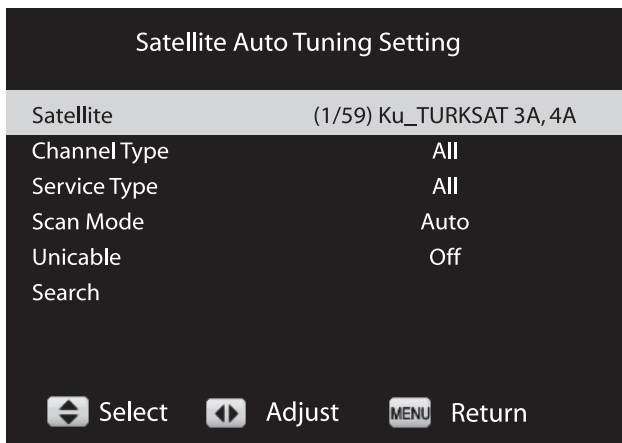 Satellite Auto Tuning Setting
Satellite (1/59) Ku_TURKSAT 3A, 4A
Channel Type All
Service Type All
Scan Mode Auto
Unicable Off
Search
Select Adjust MENU Return